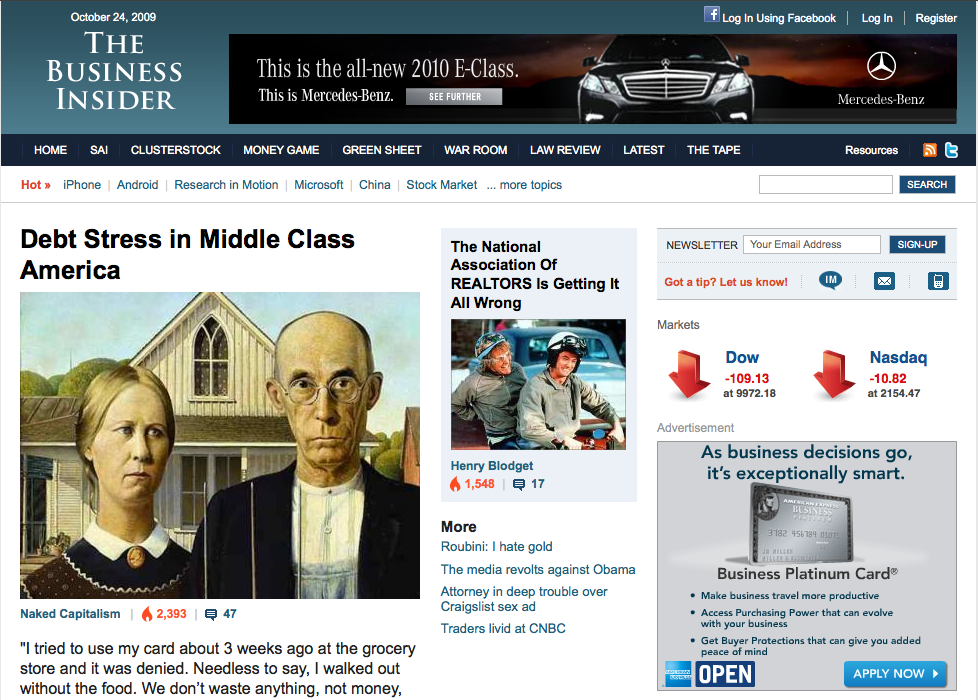 October 24, 2009
Log In Using Facebook | Log In | Register
THE
BUSINESS
INSIDER
This is the all-new 2010 E-Class.
This is Mercedes-Benz. SEE FURTHER
Mercedes-Benz
HOME SAI CLUSTERSTOCK MONEY GAME GREEN SHEET WAR ROOM LAW REVIEW LATEST THE TAPE Resources
Hot » iPhone | Android | Research in Motion | Microsoft | China | Stock Market ... more topics
SEARCH
Debt Stress in Middle Class
America
Naked Capitalism | 2,393 | 47
"I tried to use my card about 3 weeks ago at the grocery
store and it was denied. Needless to say, I walked out
without the food. We don't waste anything, not money,
The National
Association Of
REALTORS Is Getting It
All Wrong
Henry Blodget
1,548 | 17
More
Roubini: I hate gold
The media revolts against Obama
Attorney in deep trouble over
Craigslist sex ad
Traders livid at CNBC
NEWSLETTER Your Email Address SIGN-UP
Got a tip? Let us know! IM
Markets
Dow
-109.13
at 9972.18
Nasdaq
-10.82
at 2154.47
Advertisement
As business decisions go,
it's exceptionally smart.
AMERICAN EXPRESS
BUSINESS
PLATINUM
3782
Business Platinum Card®
• Make business travel more productive
• Access Purchasing Power that can evolve
with your business
• Get Buyer Protections that can give you added
peace of mind
AMERICAN EXPRESS OPEN APPLY NOW